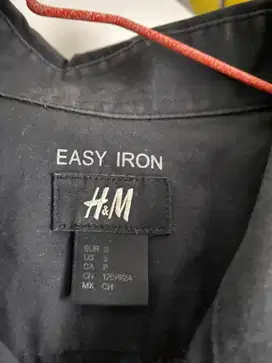 EASY IRON
H&M
EUR S
US S
CA P
CN 170/92A
MX CH